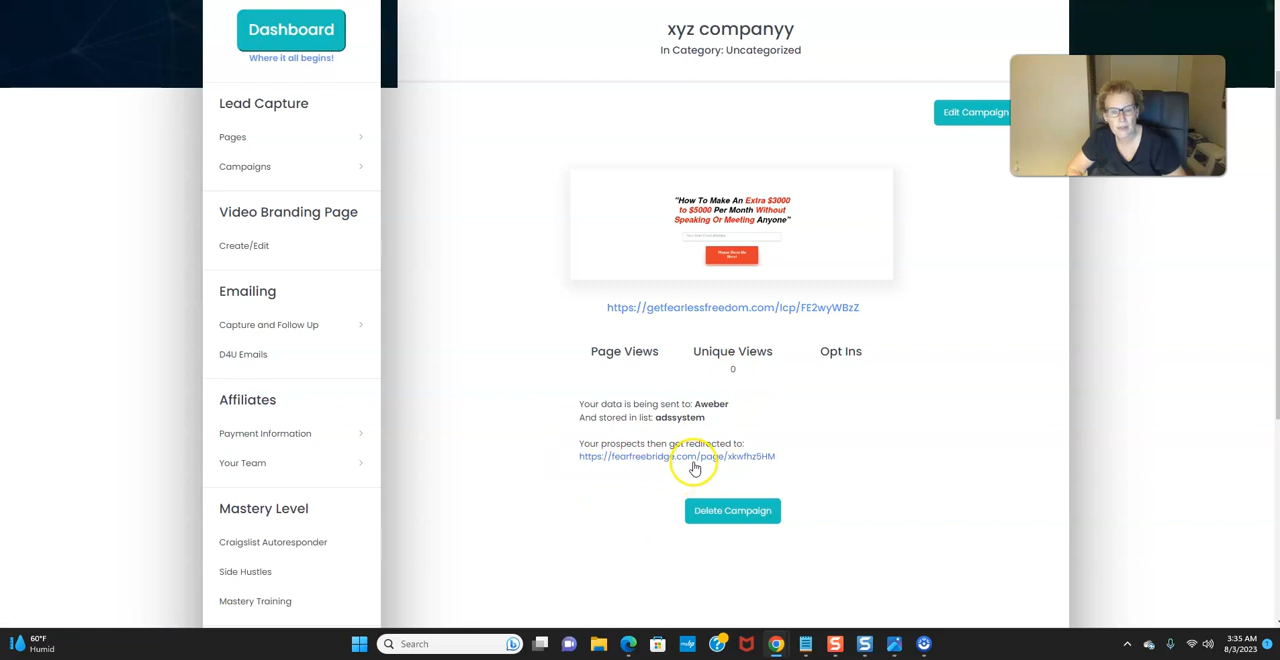 Dashboard
Where it all begins!
Lead Capture
Pages
Campaigns
Video Branding Page
Create/Edit
Emailing
Capture and Follow Up
D4U Emails
Affiliates
Payment Information
Your Team
Mastery Level
Craigslist Autoresponder
Side Hustles
Mastery Training
xyz companyy
In Category: Uncategorized
Edit Campaign
"How To Make An Extra $3000
to $5000 Per Month Without
Speaking Or Meeting Anyone"
https://getfearlessfreedom.com/lcp/FE2wyWBzZ
Page Views
Unique Views
Opt Ins
0
Your data is being sent to: Aweber
And stored in list: adssystem
Your prospects then get redirected to:
https://fearfreebridge.com/page/xkwfhz5HM
Delete Campaign
60°F
Humid
Search
3:35 AM
8/3/2023